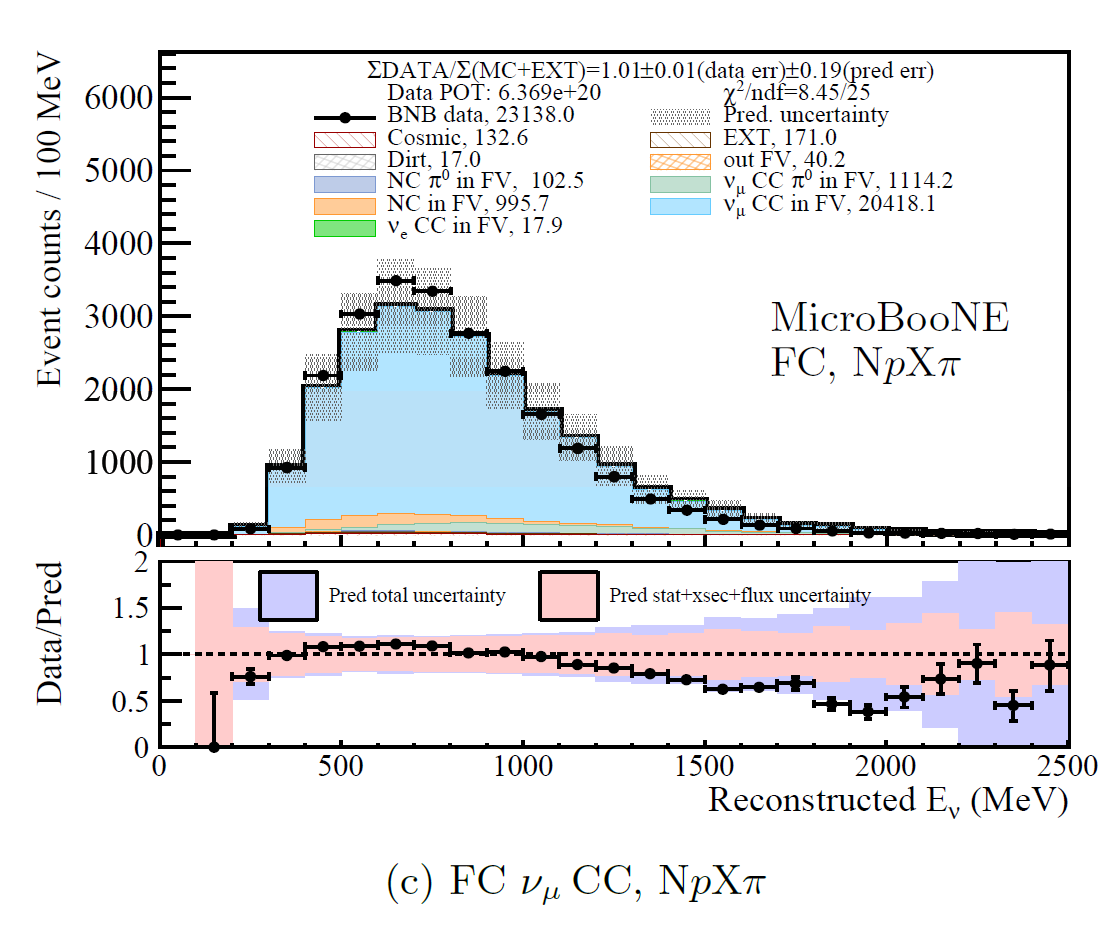 ΣDATA/Σ(MC+EXT)=1.01±0.01(data err)±0.19(pred err)
Data POT: 6.369e+20 χ²/ndf=8.45/25
BNB data, 23138.0 Pred. uncertainty
Cosmic, 132.6 EXT, 171.0
Dirt, 17.0 out FV, 40.2
NC π⁰ in FV, 102.5 νμ CC π⁰ in FV, 1114.2
NC in FV, 995.7 νμ CC in FV, 20418.1
νe CC in FV, 17.9
MicroBooNE
FC, NpXπ
Event counts / 100 MeV
6000
5000
4000
3000
2000
1000
0
Pred total uncertainty Pred stat+xsec+flux uncertainty
Data/Pred
2
1.5
1
0.5
0
0 500 1000 1500 2000 2500
Reconstructed Eν (MeV)
(c) FC νμ CC, NpXπ